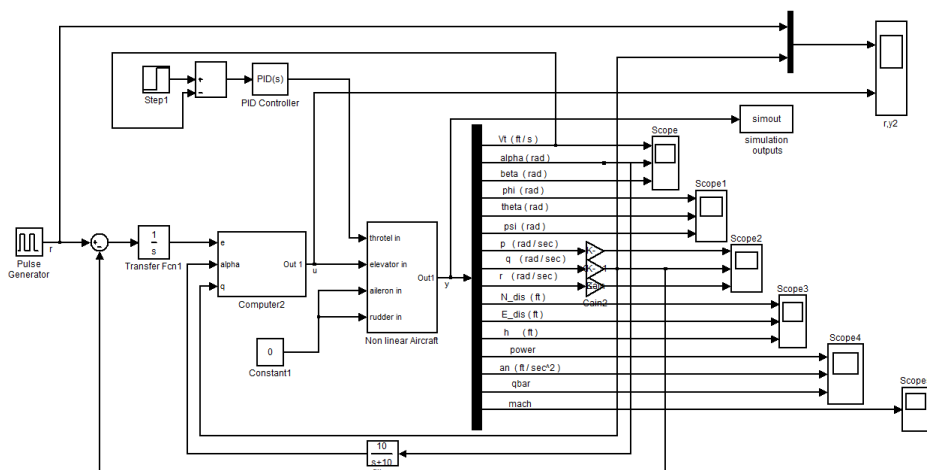 r,y2
Step1
+
−
PID(s)
PID Controller
simout
simulation
outputs
Scope
Vt (ft / s)
alpha (rad)
beta ( rad )
phi (rad)
theta ( rad )
psi ( rad )
p (rad / sec)
q (rad / sec)
r (rad / sec)
N_dis (ft)
E_dis (ft)
h (ft)
power
an (ft / sec^2)
qbar
mach
Scope1
Scope2
Scope3
Scope4
Scope
K-
K-
Gain2
Pulse
Generator
r
+
−
1
s
Transfer Fcn1
e
alpha
q
Out 1
u
Computer2
throtel in
elevator in
aileron in
rudder in
Out1
y
Non linear Aircraft
0
Constant1
10
s+10